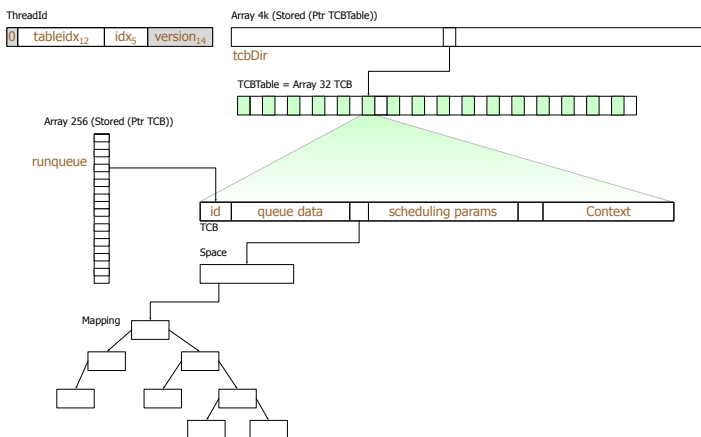 ThreadId
0 tableidx₁₂ idx₅ version₁₄
Array 4k (Stored (Ptr TCBTable))
tcbDir
TCBTable = Array 32 TCB
Array 256 (Stored (Ptr TCB))
runqueue
id queue data scheduling params Context
TCB
Space
Mapping